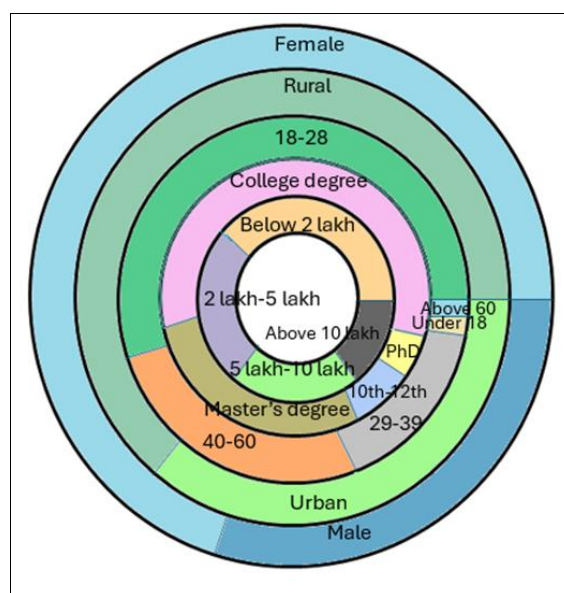 Female
Rural
18-28
College degree
Below 2 lakh
2 lakh-5 lakh
Above 60
Under 18
Above 10 lakh
PhD
5 lakh-10 lakh
10th-12th
Master's degree
29-39
40-60
Urban
Male